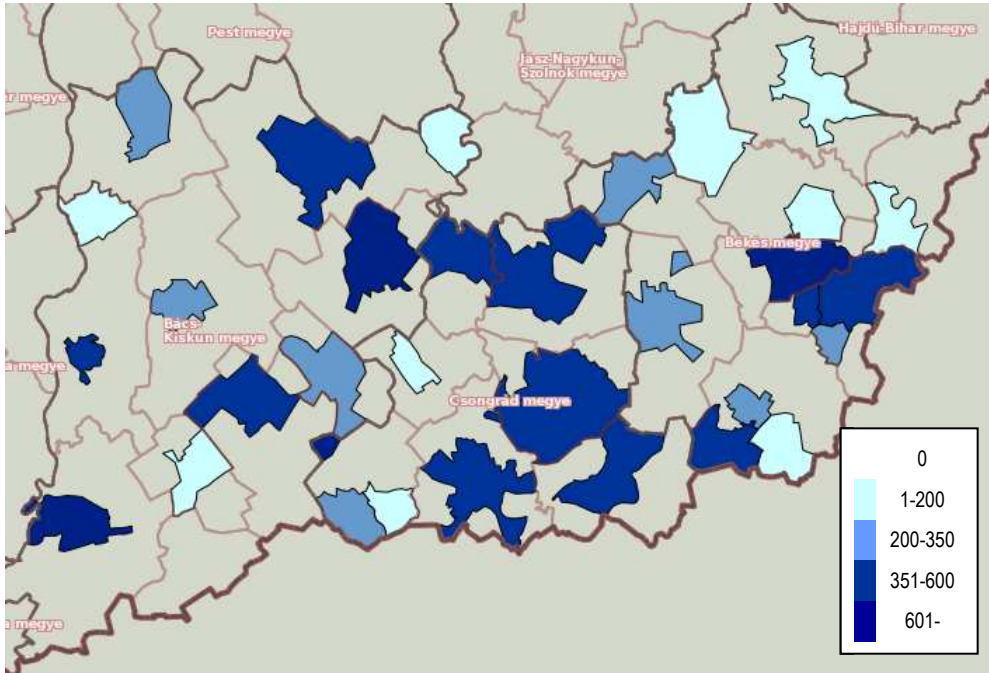 Pest megye
Hajdú-Bihar megye
Jász-Nagykun-
Szolnok megye
er megye
Békés megye
Bács-
Kiskun megye
a megye
Csongrád megye
a megye
0
1-200
200-350
351-600
601-